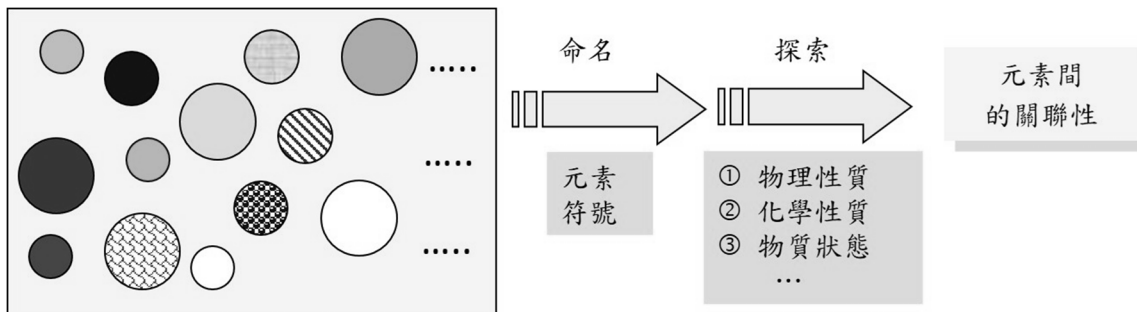 .....
.....
.....
命名
元素
符號
探索
① 物理性質
② 化學性質
③ 物質狀態
...
元素間
的關聯性